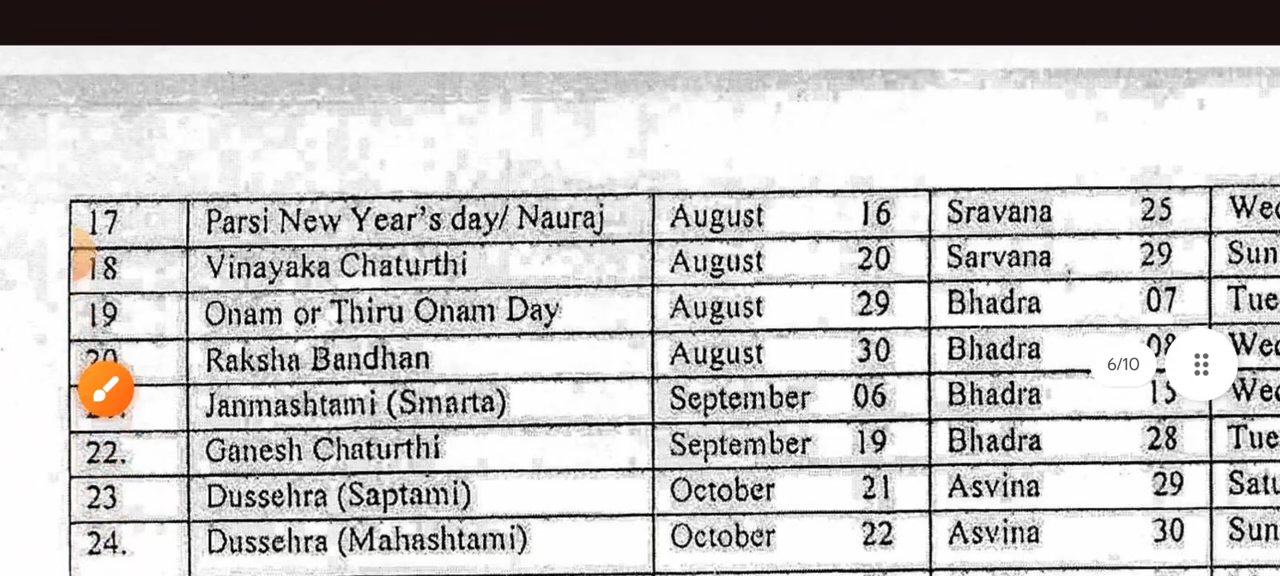 17 Parsi New Year's day/ Nauraj August 16 Sravana 25 Wed
18 Vinayaka Chaturthi August 20 Sarvana 29 Sun
19 Onam or Thiru Onam Day August 29 Bhadra 07 Tue
20 Raksha Bandhan August 30 Bhadra 08 Wed
Janmashtami (Smarta) September 06 Bhadra 15 Wed
22. Ganesh Chaturthi September 19 Bhadra 28 Tue
23 Dussehra (Saptami) October 21 Asvina 29 Satu
24. Dussehra (Mahashtami) October 22 Asvina 30 Sun
6/10